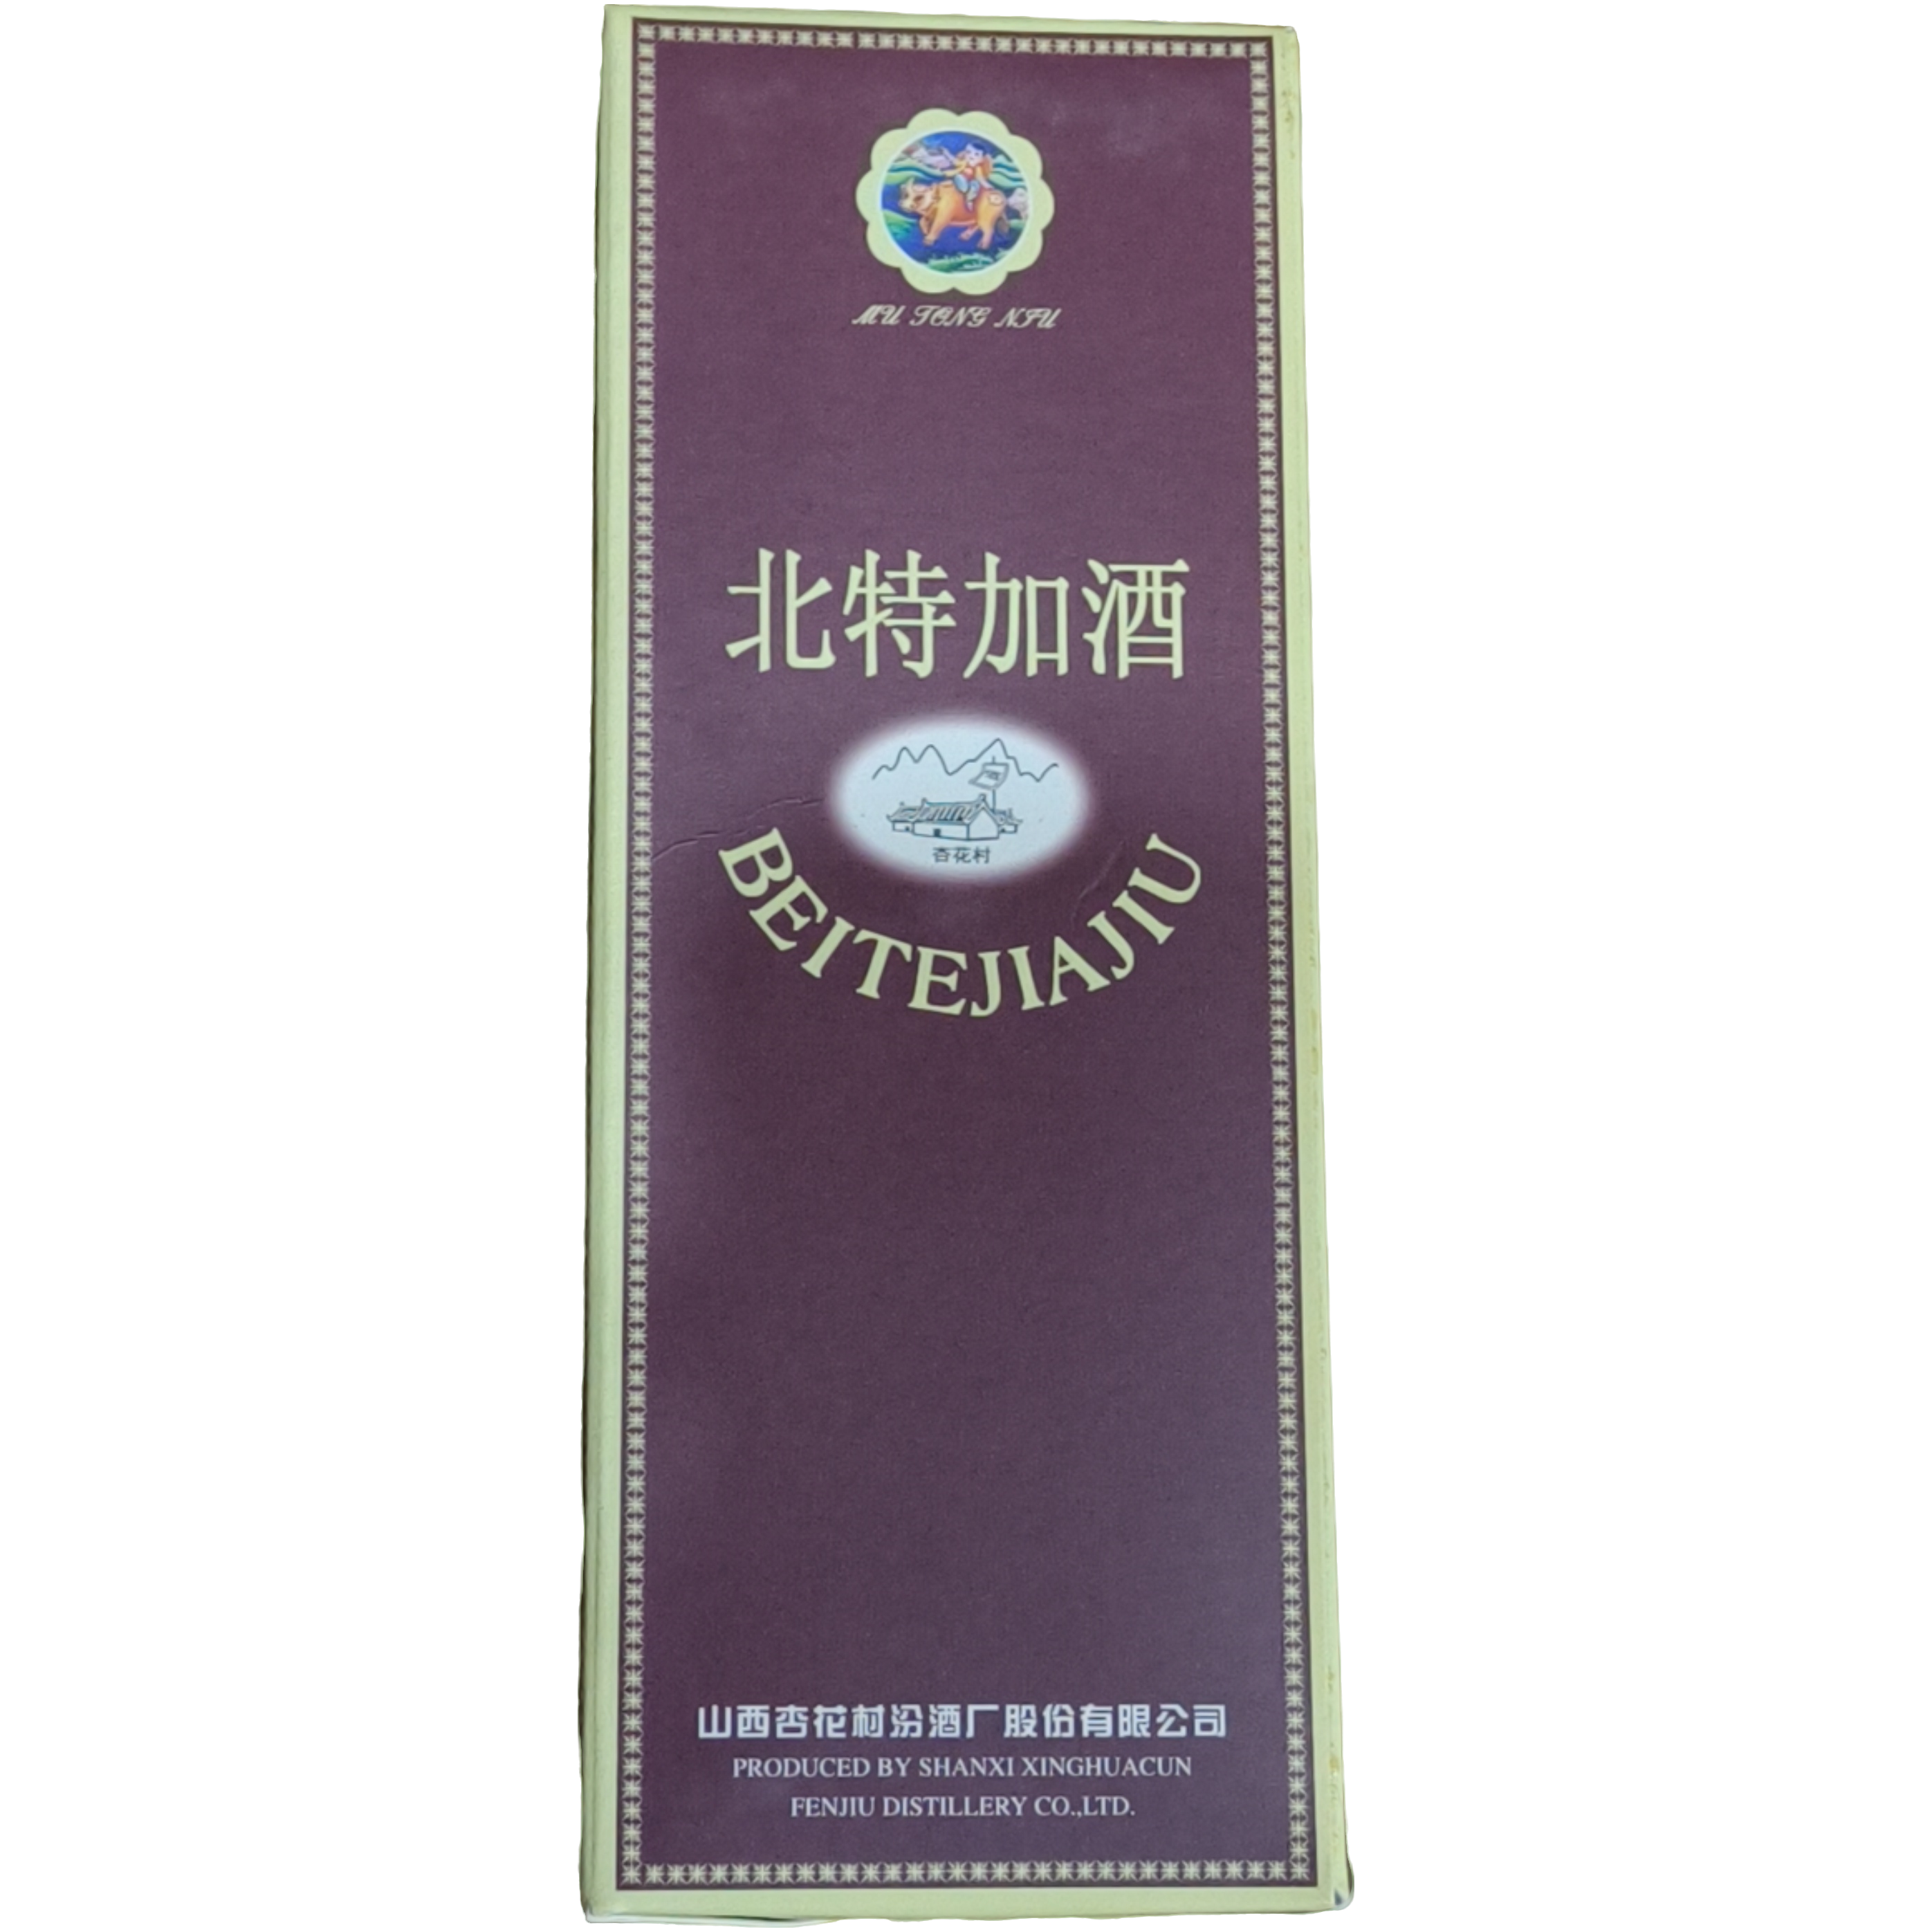 MU TONG NIU
北特加酒
杏花村
BEITEJIAJIU
山西杏花村汾酒厂股份有限公司
PRODUCED BY SHANXI XINGHUACUN
FENJIU DISTILLERY CO.,LTD.